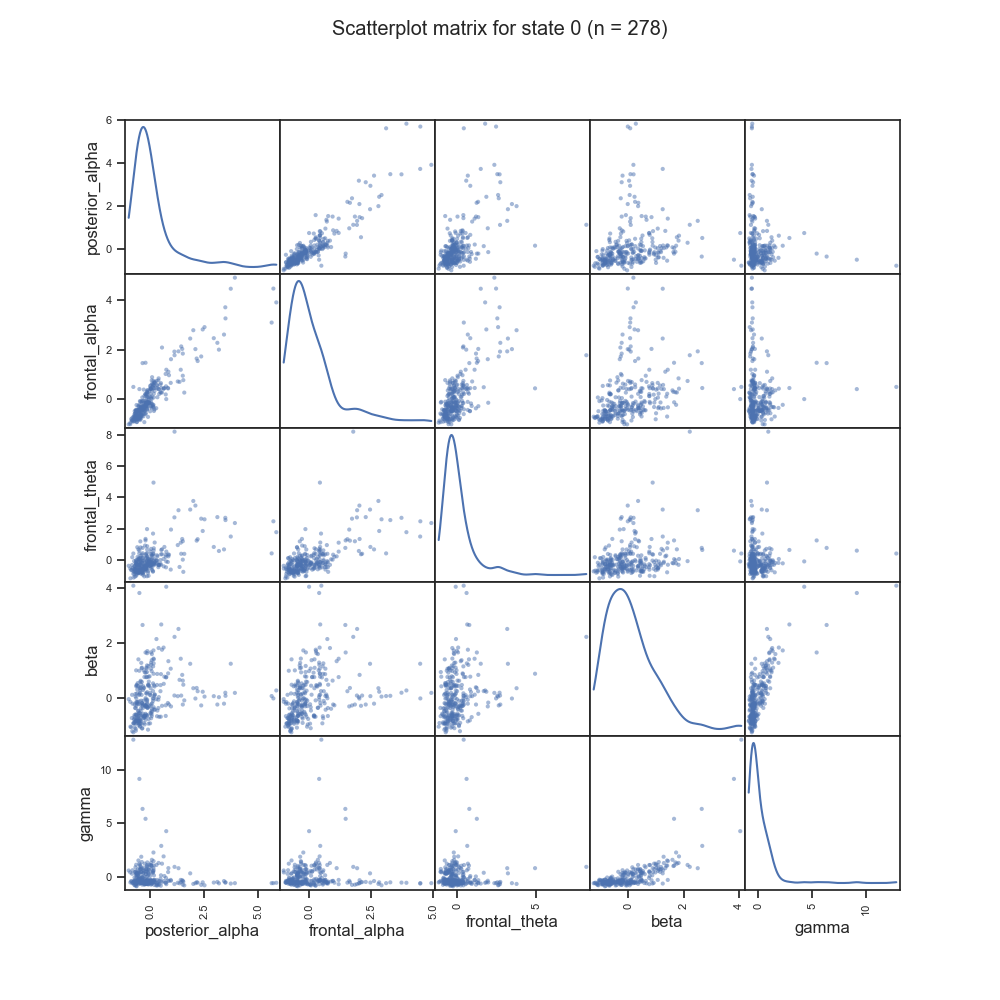 Scatterplot matrix for state 0 (n = 278)
6
4
2
0
posterior_alpha
4
2
0
frontal_alpha
8
6
4
2
0
frontal_theta
4
2
0
beta
10
5
0
gamma
0.0 2.5 5.0 0.0 2.5 5.0 0 5 0 2 4 0 5 10
posterior_alpha frontal_alpha frontal_theta beta gamma